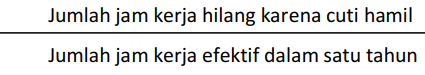 Jumlah jam kerja hilang karena cuti hamil
Jumlah jam kerja efektif dalam satu tahun